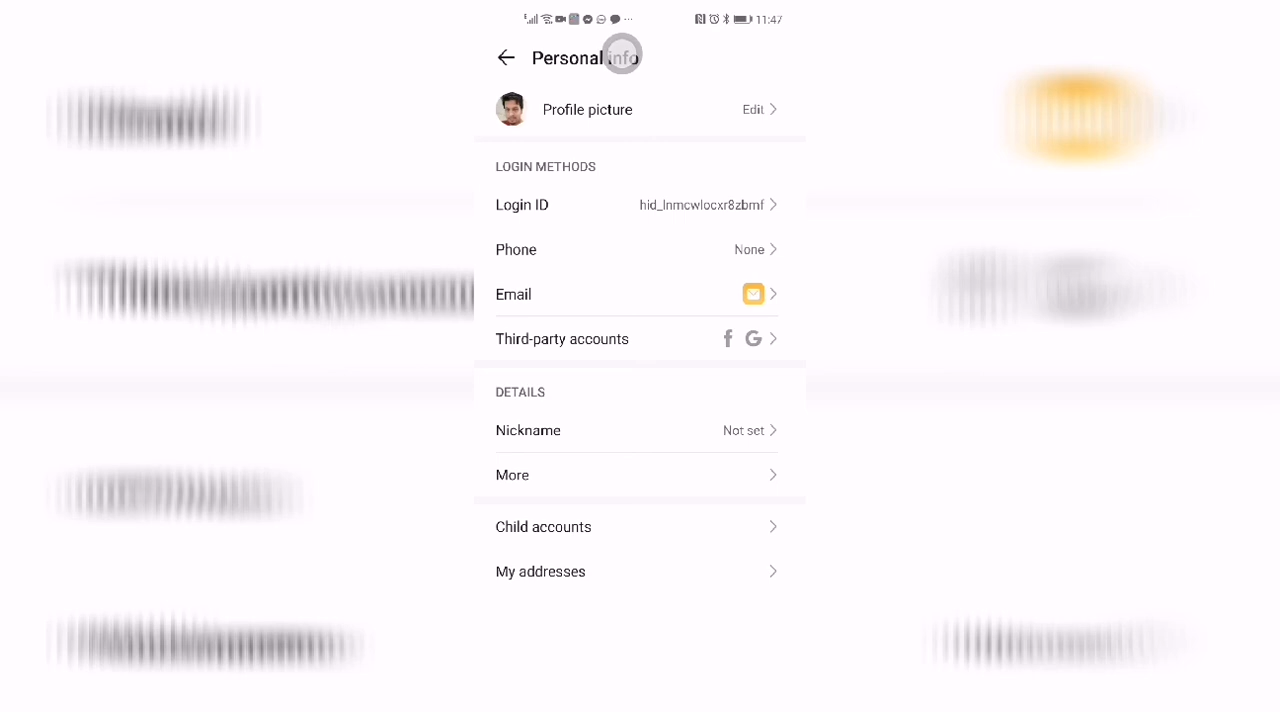 11:47
Personal info
Profile picture Edit
LOGIN METHODS
Login ID hid_lnmcwlocxr8zbmf
Phone None
Email
Third-party accounts
DETAILS
Nickname Not set
More
Child accounts
My addresses